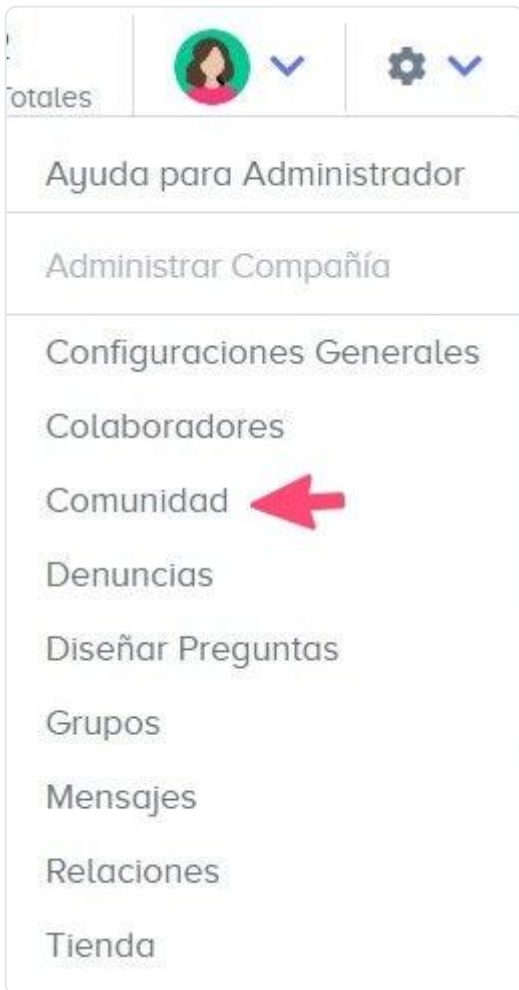 Totales
Ayuda para Administrador
Administrar Compañía
Configuraciones Generales
Colaboradores
Comunidad
Denuncias
Diseñar Preguntas
Grupos
Mensajes
Relaciones
Tienda